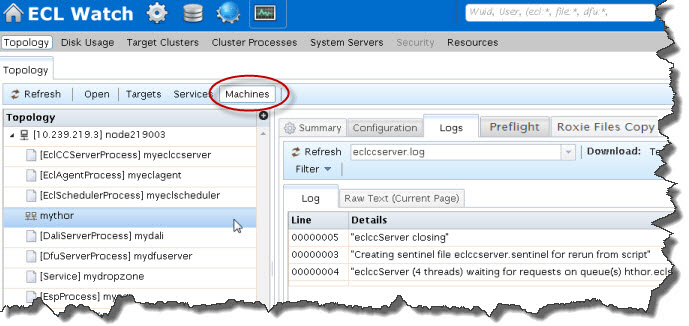 ECL Watch
Wuid, User, (ecl:*, file:*, dfu:*,
Topology Disk Usage Target Clusters Cluster Processes System Servers Security Resources
Topology
Refresh Open Targets Services Machines
Topology
[10.239.219.3] node219003
[EclCCServerProcess] myeclccserver
[EclAgentProcess] myeclagent
[EclSchedulerProcess] myeclscheduler
mythor
[DaliServerProcess] mydali
[DfuServerProcess] mydfuserver
[Service] mydropzone
[EspProcess]
Summary Configuration Logs Preflight Roxie Files Copy
Refresh eclccserver.log Download:
Filter
Log Raw Text (Current Page)
Line Details
00000005 "eclccServer closing"
00000003 "Creating sentinel file eclccserver.sentinel for rerun from script"
00000004 "eclccServer (4 threads) waiting for requests on queue(s) hthor.ecls